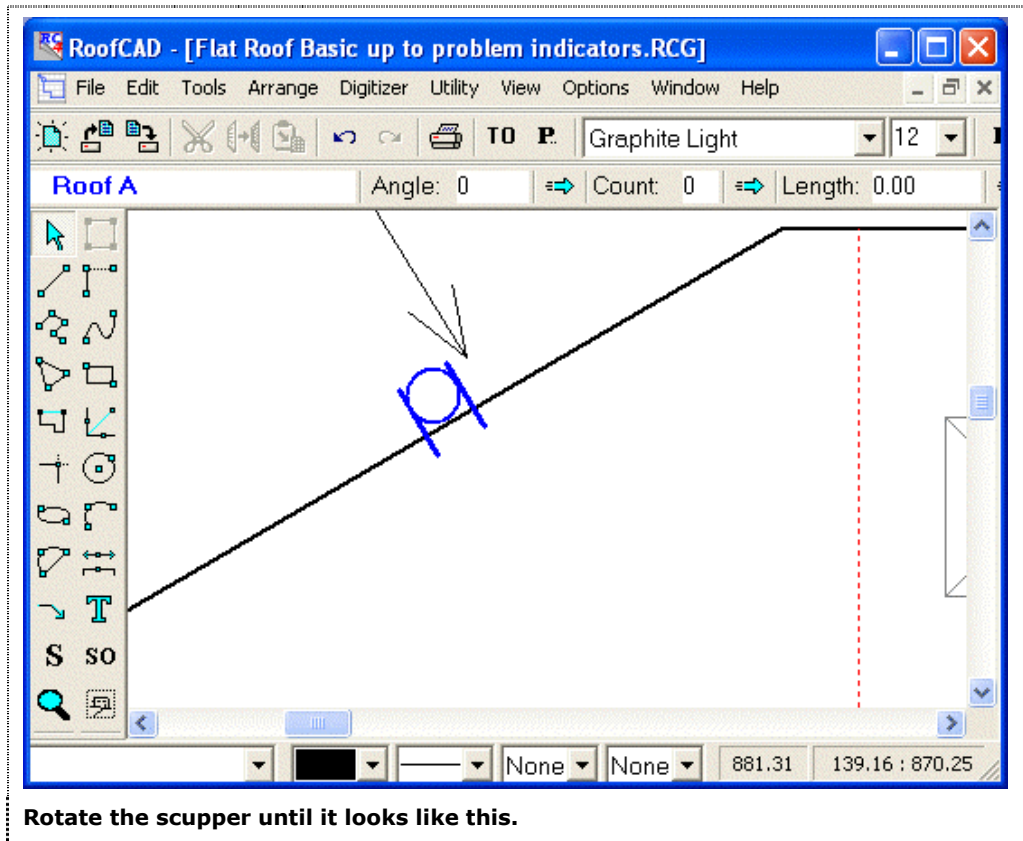 RoofCAD - [Flat Roof Basic up to problem indicators.RCG]
File Edit Tools Arrange Digitizer Utility View Options Window Help
TO P. Graphite Light 12
Roof A Angle: 0 Count: 0 Length: 0.00
T
S SO
None None 881.31 139.16 : 870.25
Rotate the scupper until it looks like this.